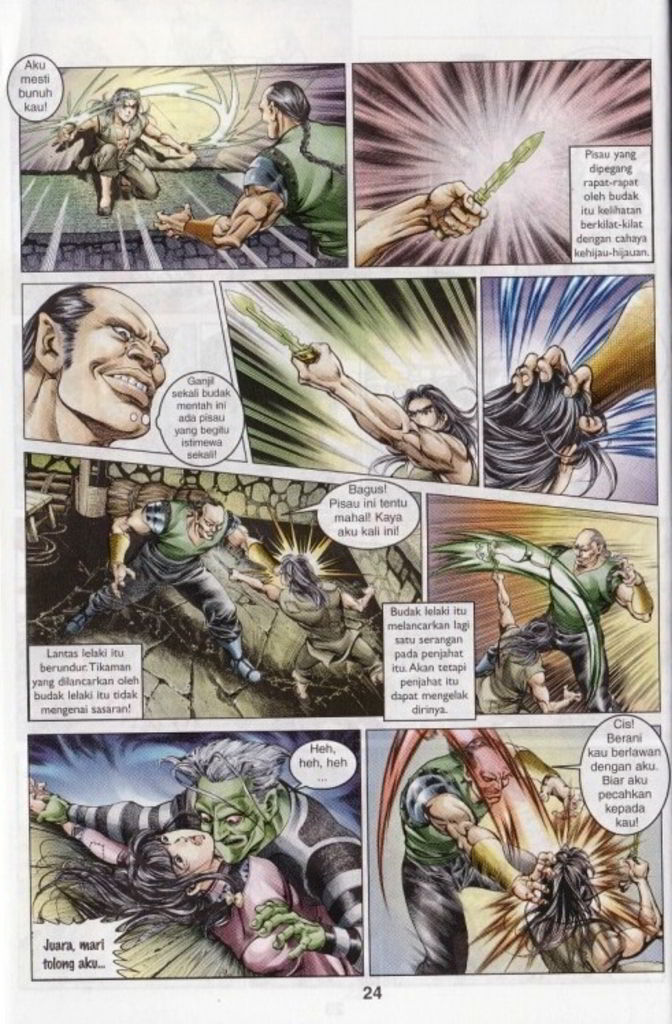 Aku
mesti
bunuh
kau!
Pisau yang
dipegang
rapat-rapat
oleh budak
itu kelihatan
berkilat-kilat
dengan cahaya
kehijau-hijauan.
Ganjil
sekali budak
mentah ini
ada pisau
yang begitu
istimewa
sekali!
Bagus!
Pisau ini tentu
mahal! Kaya
aku kali ini!
Lantas lelaki itu
berundur. Tikaman
yang dilancarkan oleh
budak lelaki itu tidak
mengenai sasaran!
Budak lelaki itu
melancarkan lagi
satu serangan
pada penjahat
itu. Akan tetapi
penjahat itu
dapat mengelak
dirinya.
Heh,
heh, heh
...
Juara, mari
tolong aku...
Cis!
Berani
kau berlawan
dengan aku.
Biar aku
pecahkan
kepada
kau!
24